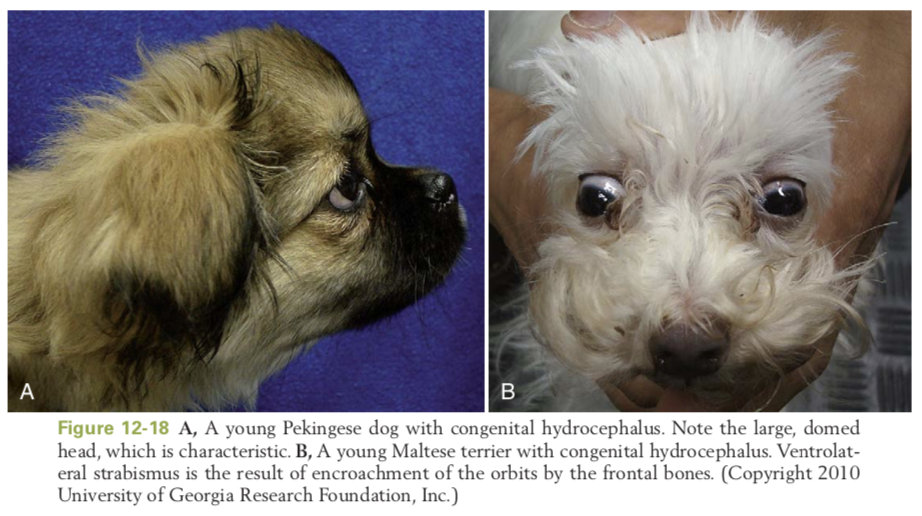 A
B
Figure 12-18 A, A young Pekingese dog with congenital hydrocephalus. Note the large, domed
head, which is characteristic. B, A young Maltese terrier with congenital hydrocephalus. Ventrolat-
eral strabismus is the result of encroachment of the orbits by the frontal bones. (Copyright 2010
University of Georgia Research Foundation, Inc.)